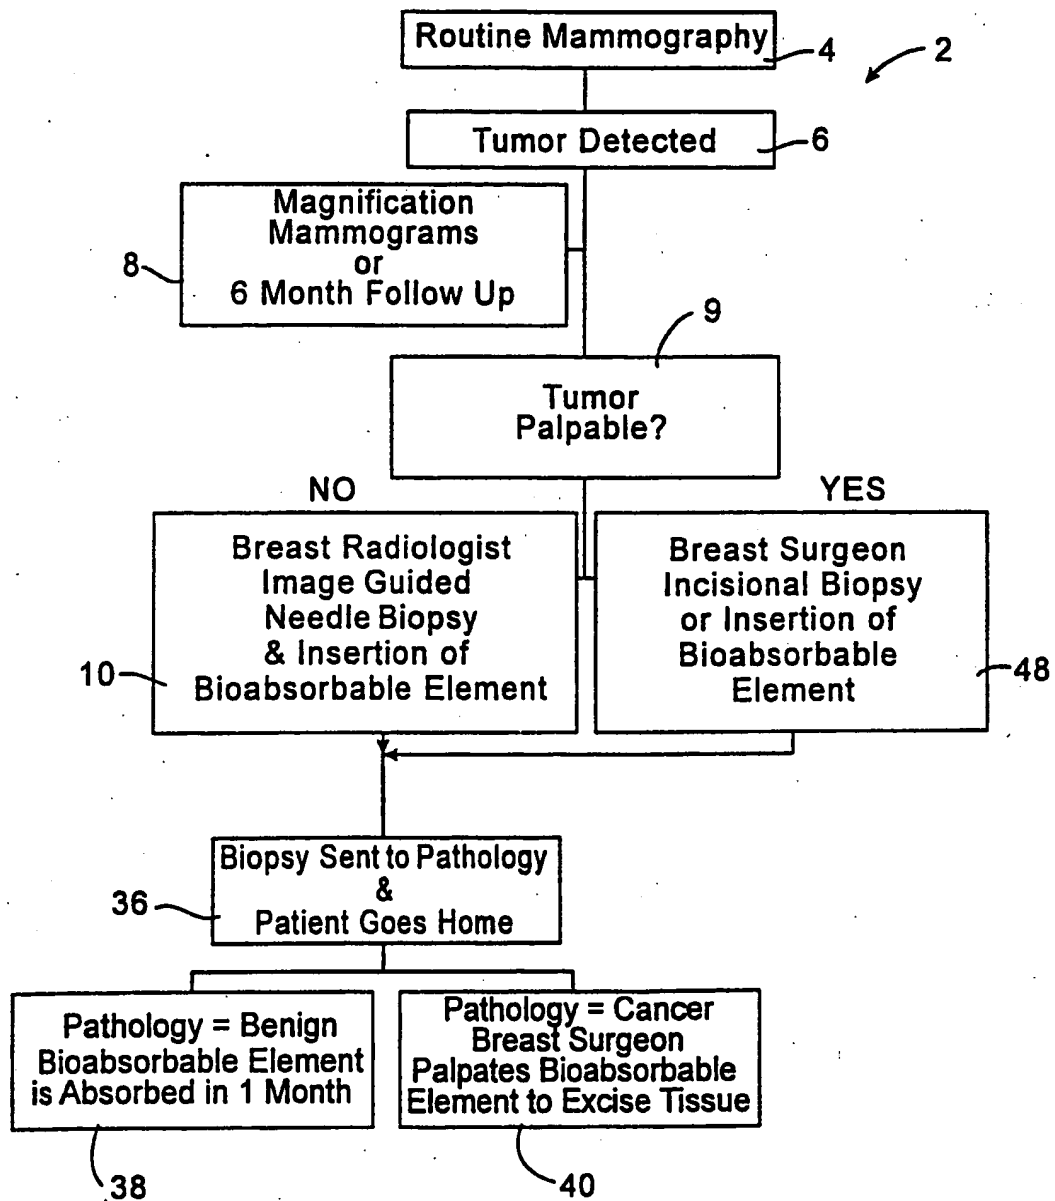 Routine Mammography
4
2
Tumor Detected
6
Magnification
Mammograms
or
6 Month Follow Up
8
9
Tumor
Palpable?
NO
YES
Breast Radiologist
Image Guided
Needle Biopsy
& Insertion of
Bioabsorbable Element
10
Breast Surgeon
Incisional Biopsy
or Insertion of
Bioabsorbable
Element
48
Biopsy Sent to Pathology
&
Patient Goes Home
36
Pathology = Benign
Bioabsorbable Element
is Absorbed in 1 Month
38
Pathology = Cancer
Breast Surgeon
Palpates Bioabsorbable
Element to Excise Tissue
40